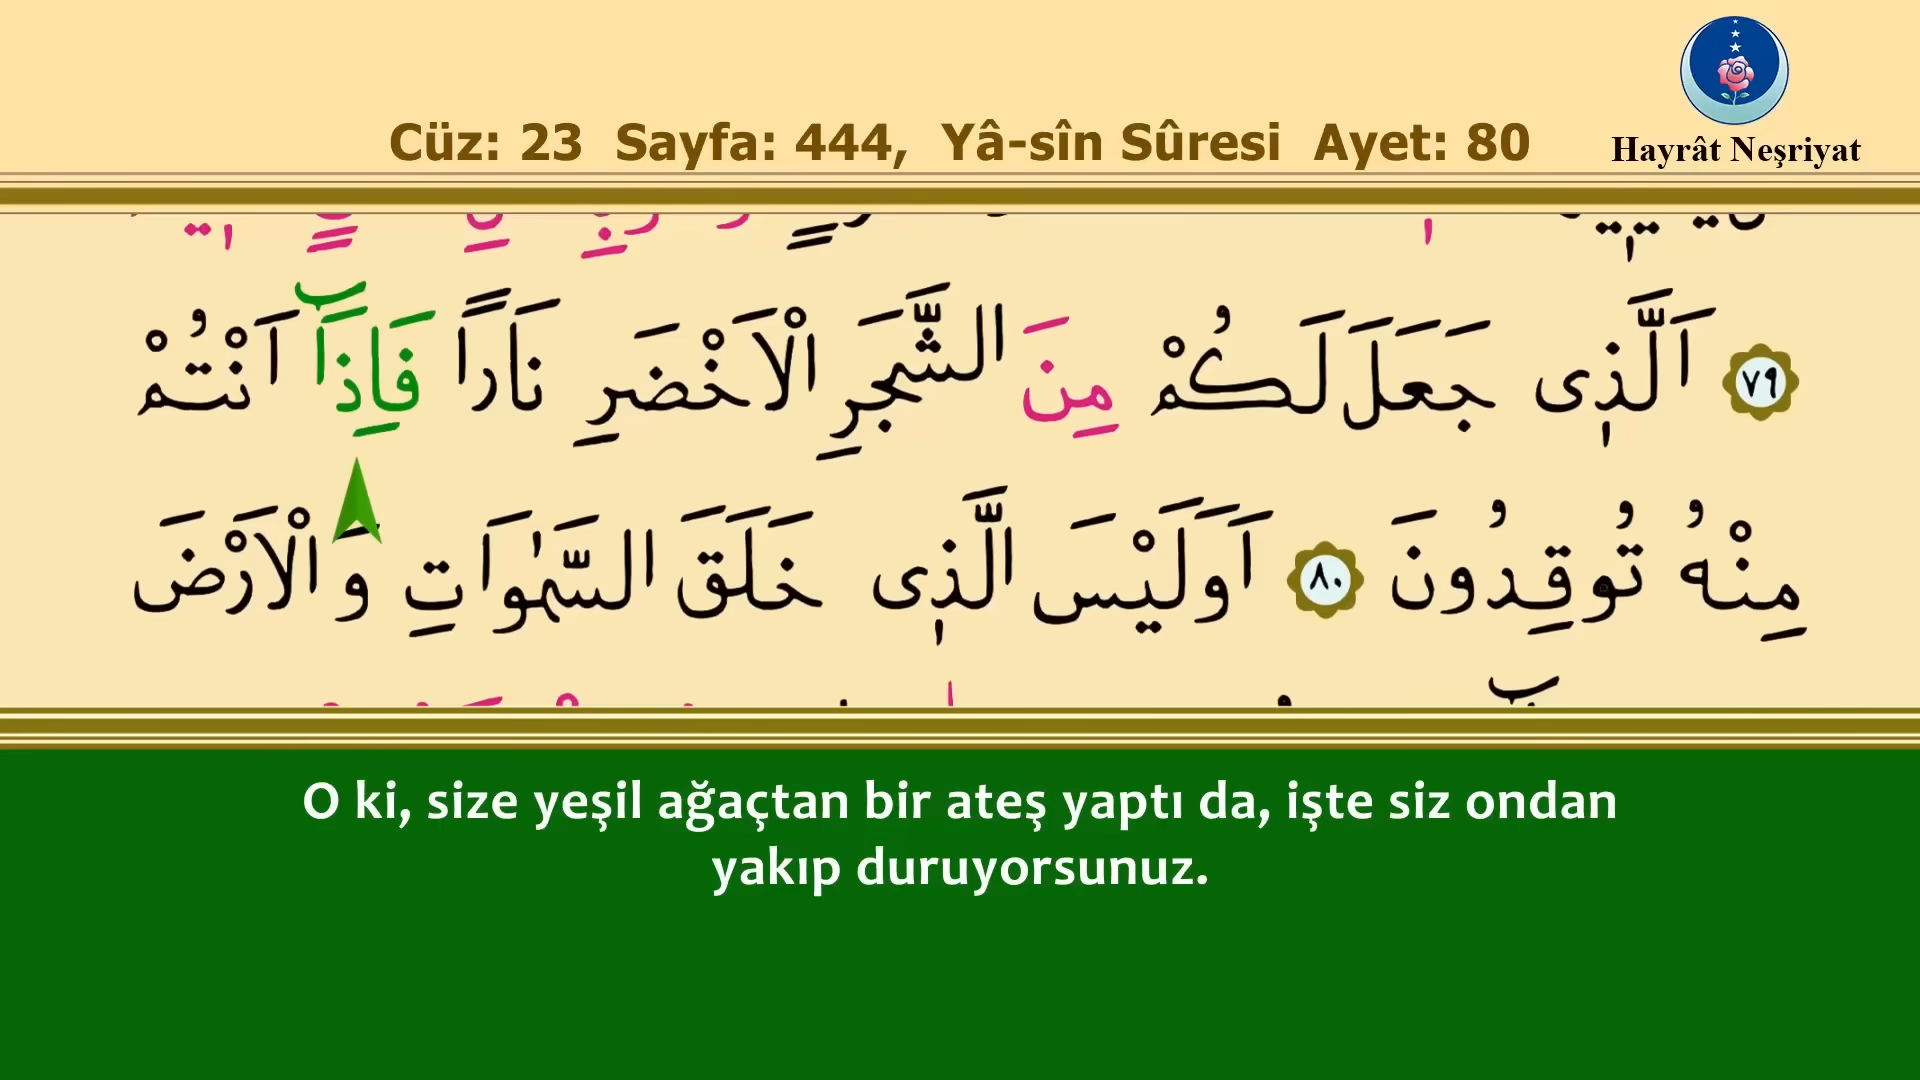 Cüz: 23 Sayfa: 444, Yâ-sîn Sûresi Ayet: 80
Hayrât Neşriyat
٧٩ اَلَّذٖى جَعَلَ لَكُمْ مِنَ الشَّجَرِ الْاَخْضَرِ نَارًا فَاِذَٓا اَنْتُمْ
مِنْهُ تُوقِدُونَ ٨٠ اَوَلَيْسَ الَّذٖى خَلَقَ السَّمٰوَاتِ وَالْاَرْضَ
O ki, size yeşil ağaçtan bir ateş yaptı da, işte siz ondan
yakıp duruyorsunuz.